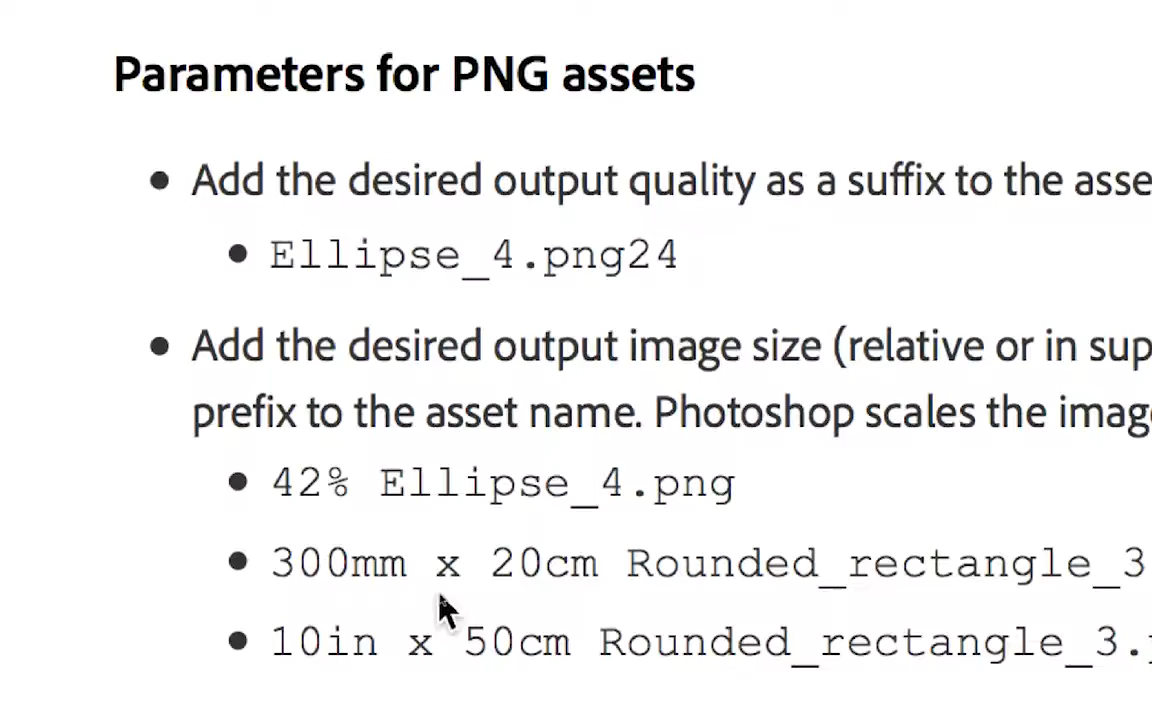 Parameters for PNG assets
• Add the desired output quality as a suffix to the asse
• Ellipse_4.png24
• Add the desired output image size (relative or in sup
prefix to the asset name. Photoshop scales the imag
• 42% Ellipse_4.png
• 300mm x 20cm Rounded_rectangle_3
• 10in x 50cm Rounded_rectangle_3.